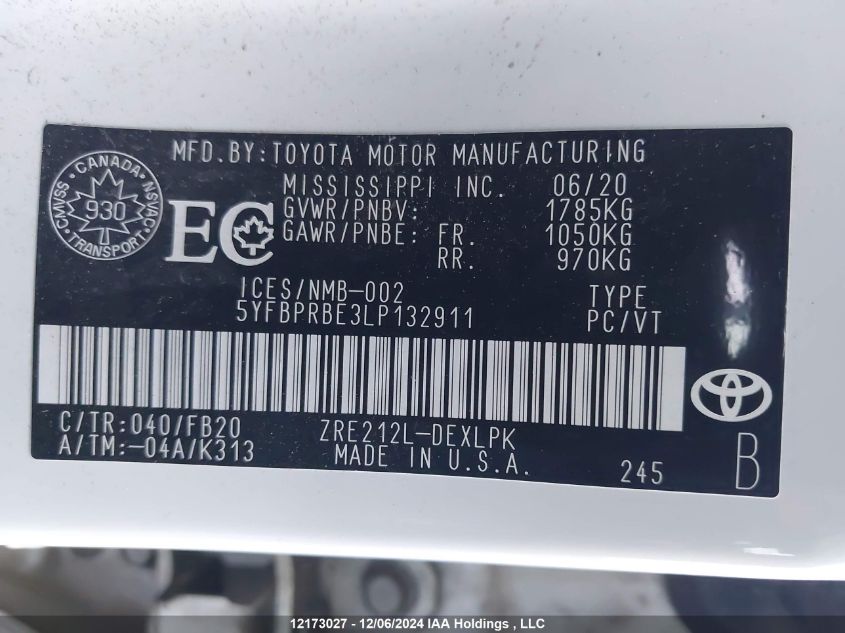 MFD.BY:TOYOTA MOTOR MANUFACTURING
MISSISSIPPI INC. 06/20
GVWR/PNBV: 1785KG
GAWR/PNBE: FR. 1050KG
RR. 970KG
CANADA
CMVSS 930 NSVAC
TRANSPORT
EC
ICES/NMB-002 TYPE
5YFBPRBE3LP132911 PC/VT
C/TR:040/FB20 ZRE212L-DEXLPK
A/TM:-04A/K313 MADE IN U.S.A. 245 B
12173027 - 12/06/2024 IAA Holdings , LLC